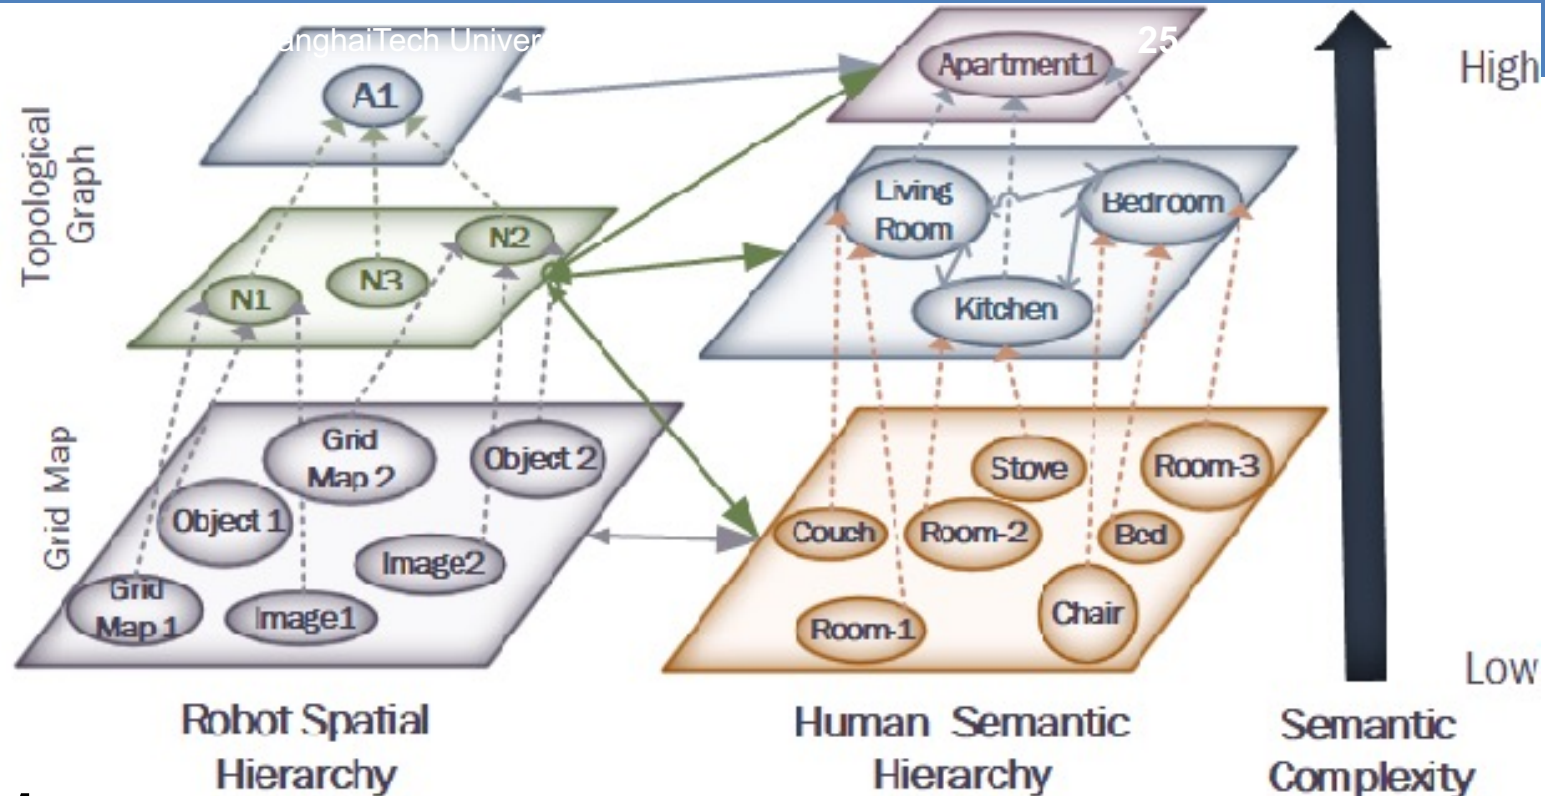 anghaiTech Univer
25
High
Topological
Graph
A1
Apartment1
Living
Room
Bedroom
Kitchen
N2
N3
N1
Grid Map
Grid
Map 2
Object 2
Object 1
Image2
Grid
Map 1
Image1
Stove
Room-3
Couch
Room-2
Bed
Chair
Room-1
Low
Robot Spatial
Hierarchy
Human Semantic
Hierarchy
Semantic
Complexity